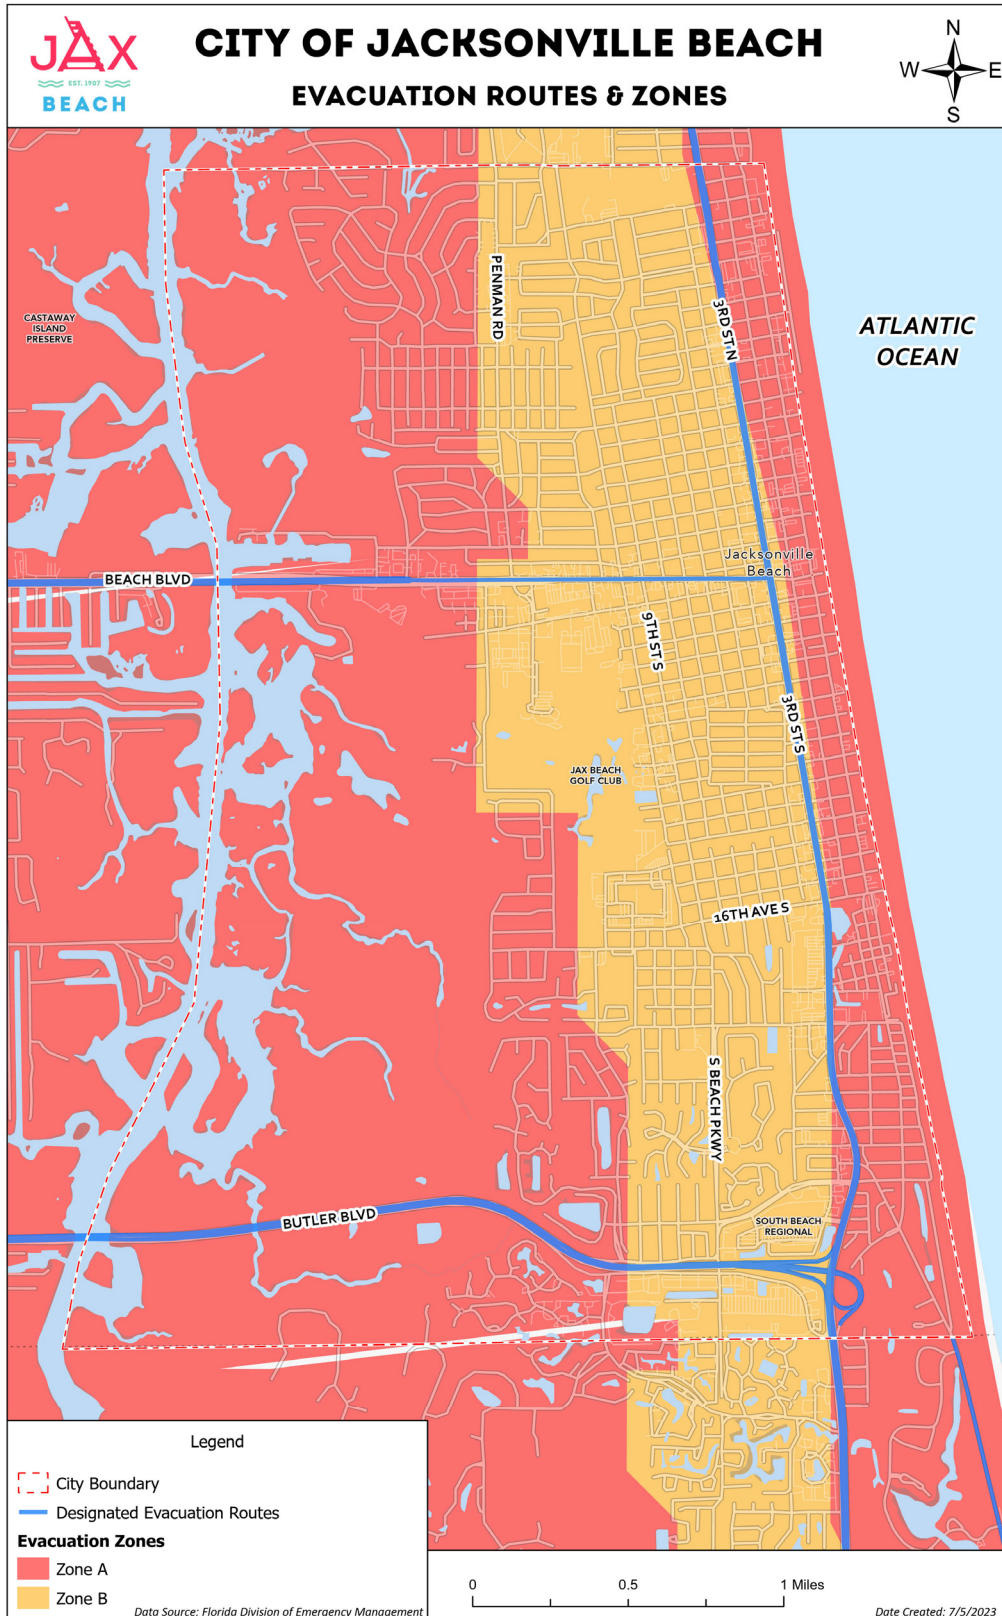 JAX
EST. 1907
BEACH
CITY OF JACKSONVILLE BEACH
EVACUATION ROUTES & ZONES
N
W
E
S
PENMAN RD
3RD ST N
CASTAWAY
ISLAND
PRESERVE
ATLANTIC
OCEAN
Jacksonville
Beach
BEACH BLVD
9TH ST S
3RD ST S
JAX BEACH
GOLF CLUB
16TH AVE S
S BEACH PKWY
BUTLER BLVD
SOUTH BEACH
REGIONAL
Legend
City Boundary
Designated Evacuation Routes
Evacuation Zones
Zone A
Zone B
Data Source: Florida Division of Emergency Management
0
0.5
1 Miles
Date Created: 7/5/2023